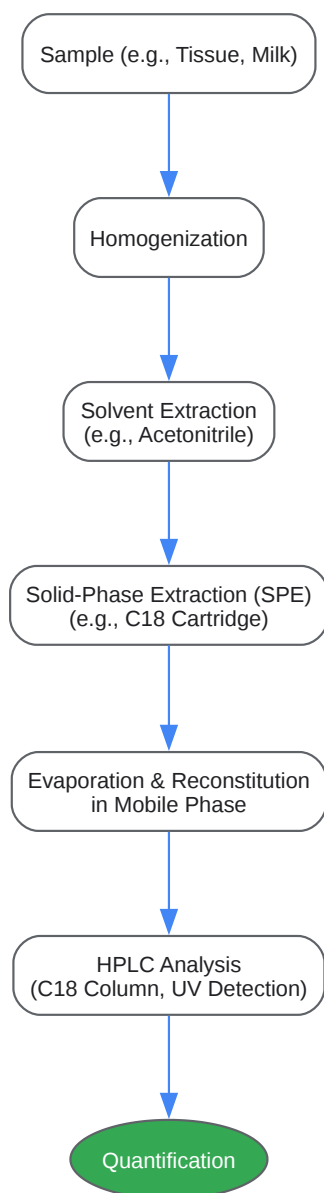 Sample (e.g., Tissue, Milk)
Homogenization
Solvent Extraction
(e.g., Acetonitrile)
Solid-Phase Extraction (SPE)
(e.g., C18 Cartridge)
Evaporation & Reconstitution
in Mobile Phase
HPLC Analysis
(C18 Column, UV Detection)
Quantification